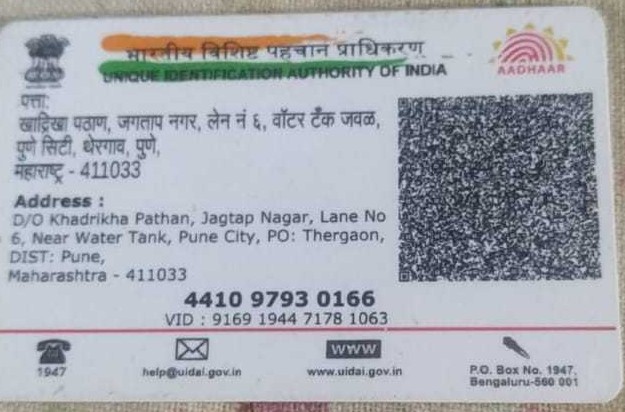 भारतीय विशिष्ट पहचान प्राधिकरण
UNIQUE IDENTIFICATION AUTHORITY OF INDIA
AADHAAR
पत्ता:
खाद्रिखा पठाण, जगताप नगर, लेन नं ६, वॉटर टँक जवळ,
पुणे सिटी, थेरगाव, पुणे,
महाराष्ट्र - 411033
Address :
D/O Khadrikha Pathan, Jagtap Nagar, Lane No
6, Near Water Tank, Pune City, PO: Thergaon,
DIST: Pune,
Maharashtra - 411033
4410 9793 0166
VID : 9169 1944 7178 1063
1947
help@uidai.gov.in
WWW
www.uidai.gov.in
P.O. Box No. 1947,
Bengaluru-560 001